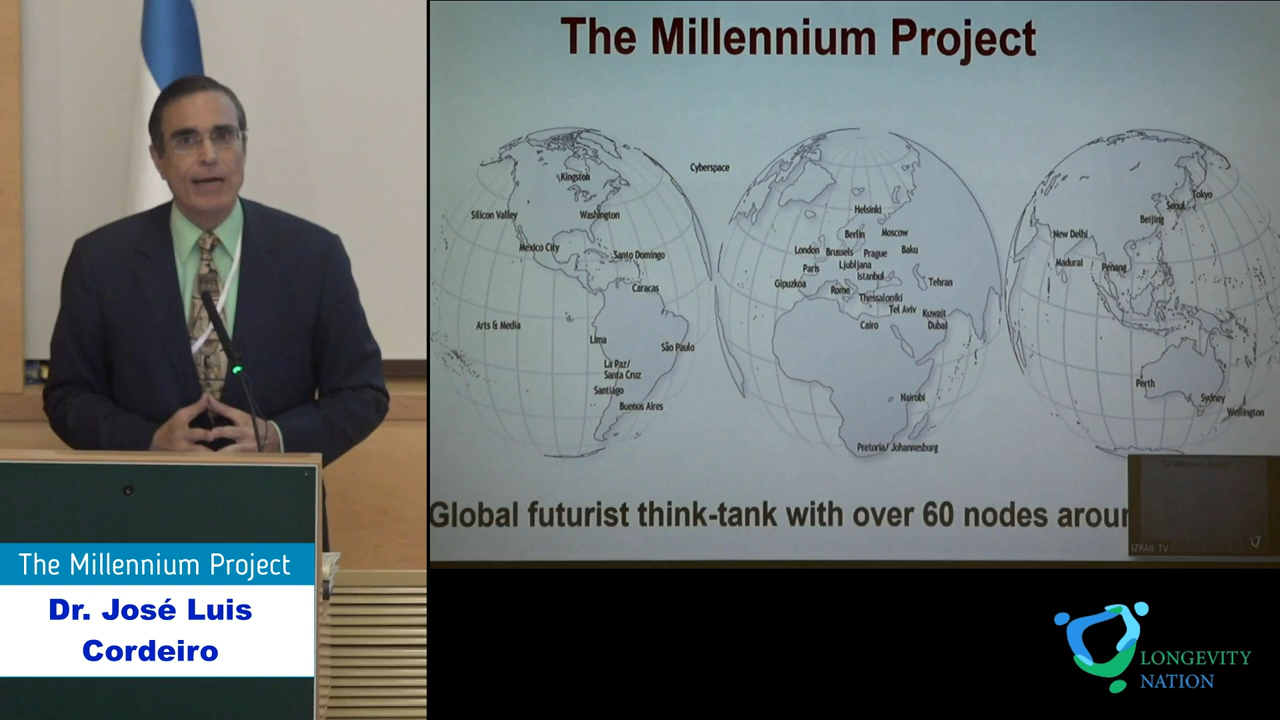 The Millennium Project
Cyberspace
Kingston
Silicon Valley
Washington
Mexico City
Santo Domingo
Caracas
Arts & Media
Lima
São Paulo
La Paz/
Santa Cruz
Santiago
Buenos Aires
Helsinki
Berlin
Moscow
London
Brussels
Prague
Baku
Paris
Ljubljana
Istanbul
Gipuzkoa
Rome
Tehran
Thessaloniki
Tel Aviv
Kuwait
Cairo
Dubai
Nairobi
Pretoria/ Johannesburg
Tokyo
Seoul
Beijing
New Delhi
Madurai
Penang
Perth
Sydney
Wellington
Global futurist think-tank with over 60 nodes aroun
IZRAIL TV
The Millennium Project
Dr. José Luis
Cordeiro
LONGEVITY
NATION